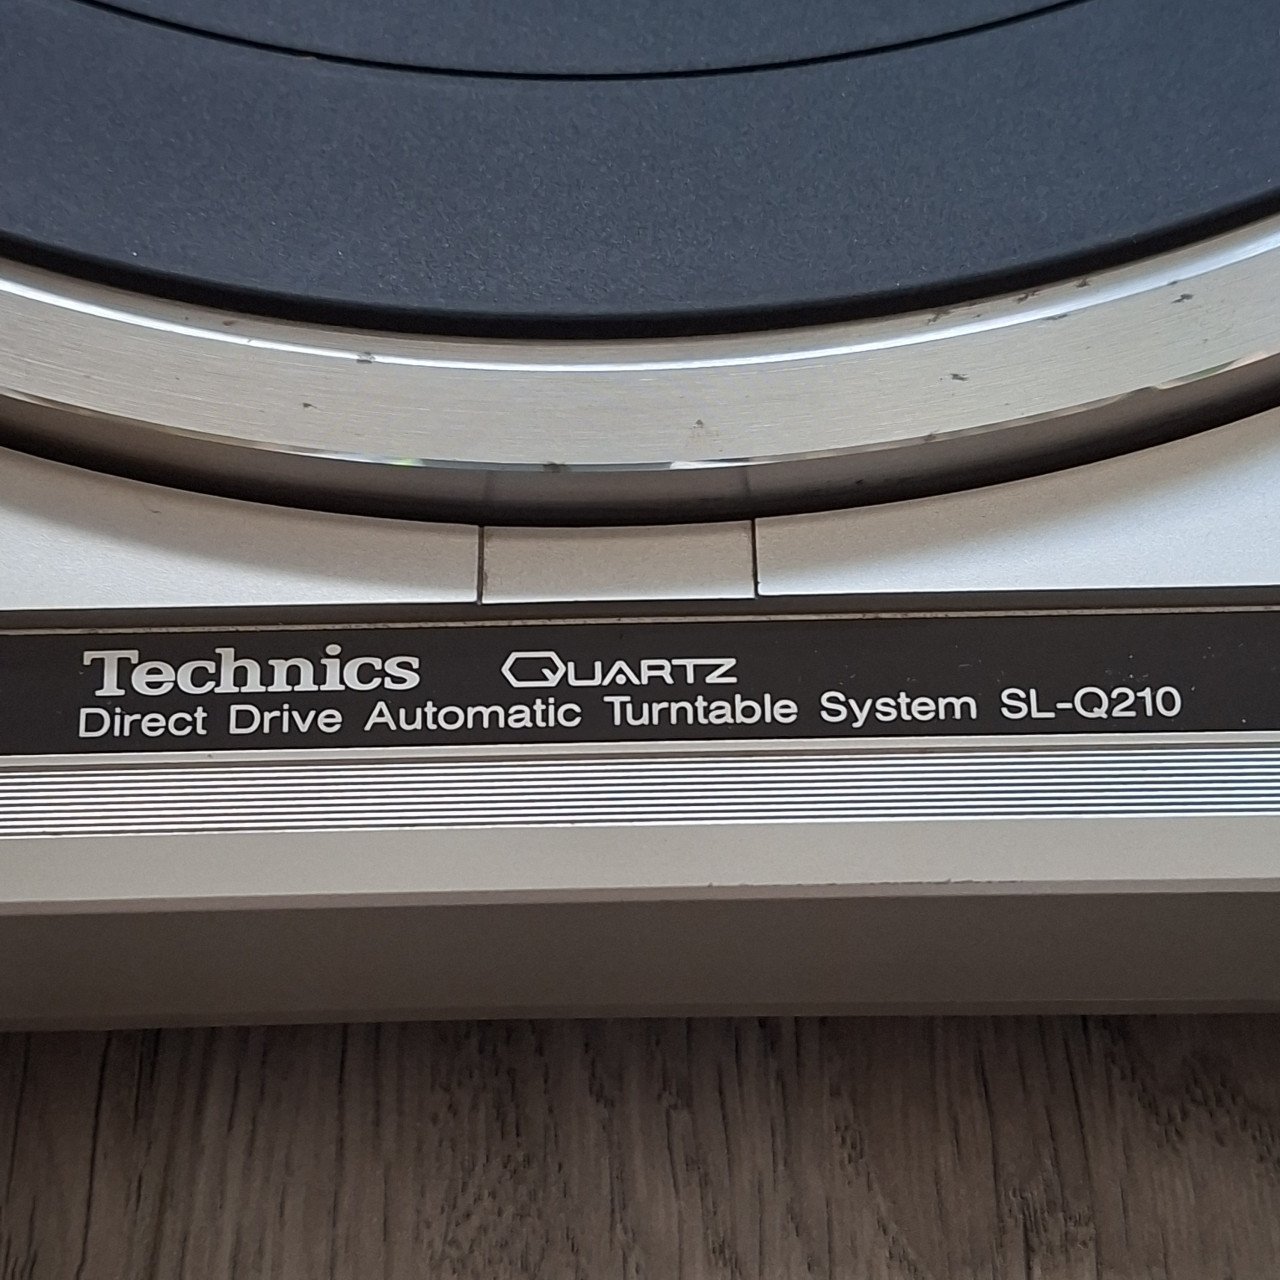 Technics QUARTZ
Direct Drive Automatic Turntable System SL-Q210